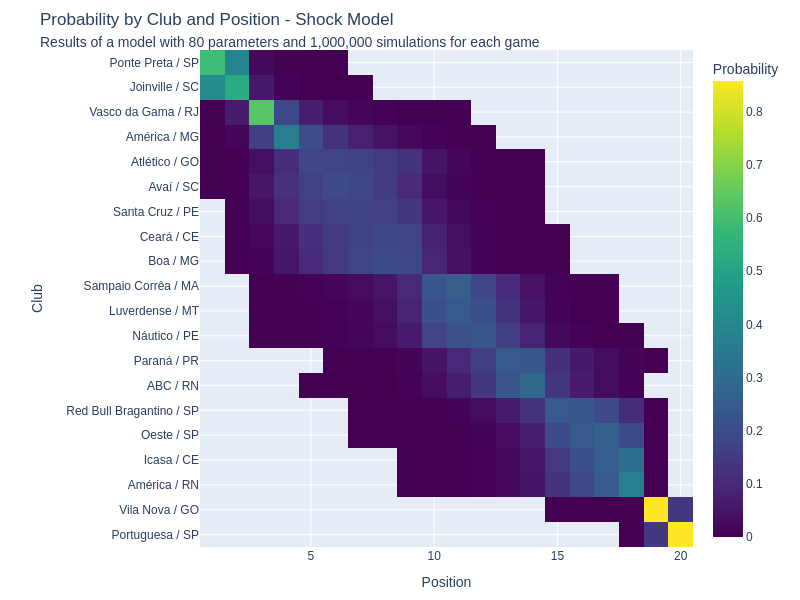 Probability by Club and Position - Shock Model
Results of a model with 80 parameters and 1,000,000 simulations for each game
Probability
Club
Ponte Preta / SP
Joinville / SC
Vasco da Gama / RJ
América / MG
Atlético / GO
Avaí / SC
Santa Cruz / PE
Ceará / CE
Boa / MG
Sampaio Corrêa / MA
Luverdense / MT
Náutico / PE
Paraná / PR
ABC / RN
Red Bull Bragantino / SP
Oeste / SP
Icasa / CE
América / RN
Vila Nova / GO
Portuguesa / SP
0.8
0.7
0.6
0.5
0.4
0.3
0.2
0.1
0
5 10 15 20
Position